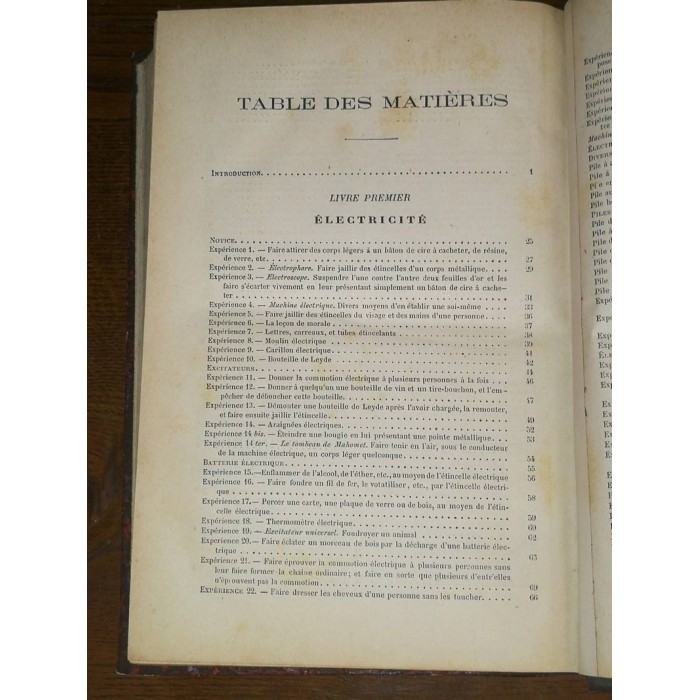 TABLE DES MATIÈRES
INTRODUCTION. 1
LIVRE PREMIER
ÉLECTRICITÉ
NOTICE. 25
Expérience 1. — Faire attirer des corps légers à un bâton de cire à cacheter, de résine,
de verre, etc. 27
Expérience 2. — Électrophore. Faire jaillir des étincelles d'un corps métallique. 29
Expérience 3. — Electroscope. Suspendre l'une contre l'autre deux feuilles d'or et les
faire s'écarter vivement en leur présentant simplement un bâton de cire à cache-
ter 31
Expérience 4. — Machine électrique. Divers moyens d'en établir une soi-même
Expérience 5. — Faire jaillir des étincelles du visage et des mains d'une personne 36
Expérience 6. — La leçon de morale 37
Expérience 7. — Lettres, carreaux, et tubes étincelants 38
Expérience 8. — Moulin électrique 39
Expérience 9. — Carillon électrique 41
Expérience 10. — Bouteille de Leyde 42
EXCITATEURS 44
Expérience 11. — Donner la commotion électrique à plusieurs personnes à la fois 46
Expérience 12. — Donner à quelqu'un une bouteille de vin et un tire-bouchon, et l'em-
pêcher de déboucher cette bouteille 47
Expérience 13. — Démonter une bouteille de Leyde après l'avoir chargée, la remonter,
et faire ensuite jaillir l'étincelle 49
Expérience 14. — Araignées électriques 52
Expérience 14 bis. — Éteindre une bougie en lui présentant une pointe métallique. 53
Expérience 14 ter. — Le tombeau de Mahomet. Faire tenir en l'air, sous le conducteur
de la machine électrique, un corps léger quelconque 54
BATTERIE ÉLECTRIQUE. 55
Expérience 15. — Enflammer de l'alcool, de l'éther, etc., au moyen de l'étincelle électrique 56
Expérience 16. — Faire fondre un fil de fer, le volatiliser, etc., par l'étincelle électri-
que 58
Expérience 17. — Percer une carte, une plaque de verre ou de bois, au moyen de l'étin-
celle électrique 59
Expérience 18. — Thermomètre électrique 60
Expérience 19. — Excitateur universel. Foudroyer un animal 62
Expérience 20. — Faire éclater un morceau de bois par la décharge d'une batterie élec-
trique 63
Expérience 21. — Faire éprouver la commotion électrique à plusieurs personnes sans
leur faire former la chaîne ordinaire; et faire en sorte que plusieurs d'entr'elles
n'éprouvent pas la commotion
EXPÉRIENCE 22. — Faire dresser les cheveux d'une personne sans les toucher. 66